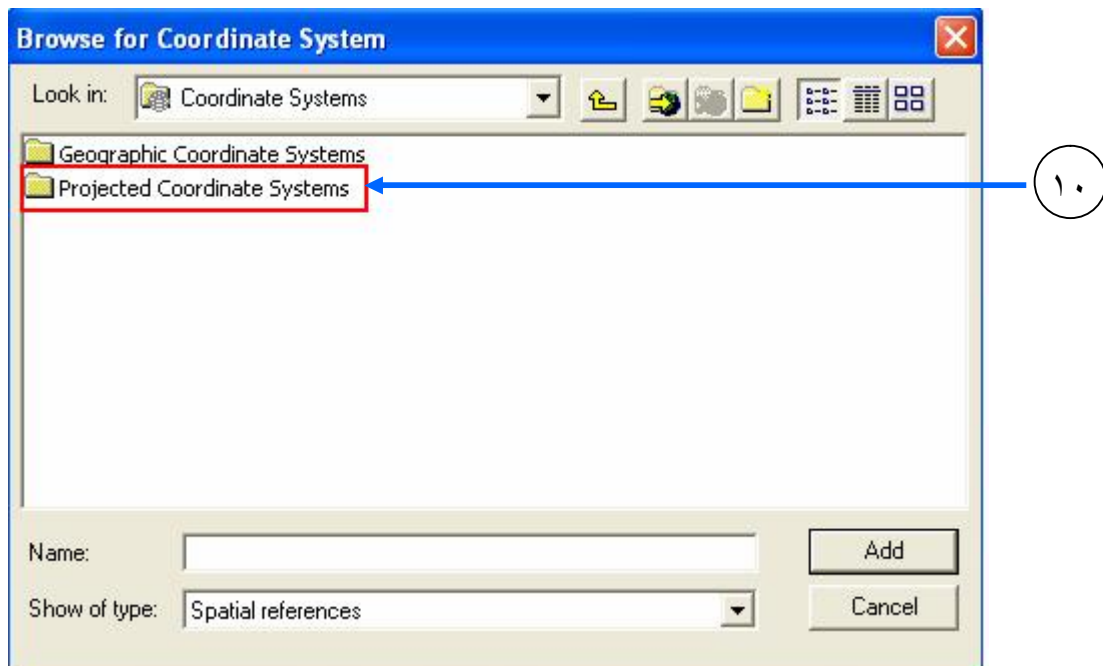 Browse for Coordinate System
Look in: Coordinate Systems
Geographic Coordinate Systems
Projected Coordinate Systems
١٠
Name:
Add
Show of type: Spatial references
Cancel